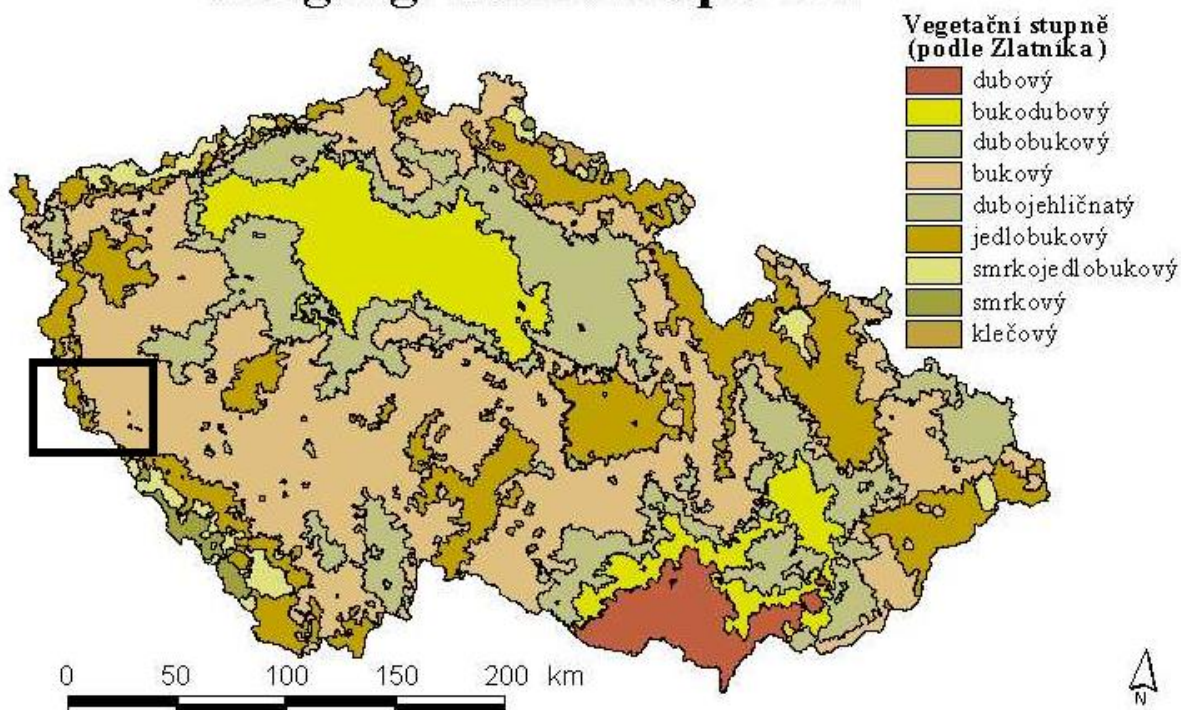 Vegetační stupně
(podle Zlatníka)
dubový
bukodubový
dubobukový
bukový
dubojehličnatý
jedlobukový
smrkojedlobukový
smrkový
klečový
0 50 100 150 200 km
N